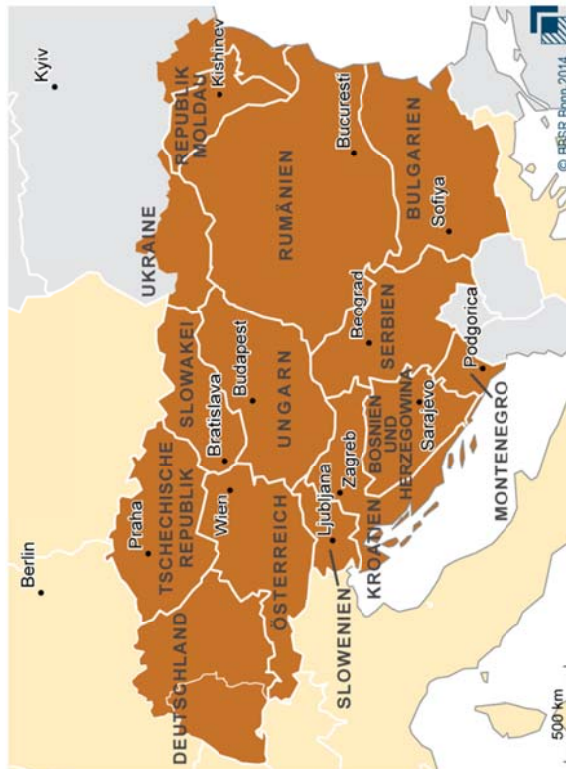 Berlin
Kyiv
Praha
TSCHECHISCHE
REPUBLIK
DEUTSCHLAND
UKRAINE
REPUBLIK
MOLDAU
Kishinev
SLOWAKEI
Bratislava
Wien
Budapest
UNGARN
ÖSTERREICH
RUMÄNIEN
Ljubljana
Zagreb
SLOWENIEN
KROATIEN
BOSNIEN
UND
HERZEGOWINA
Sarajevo
Beograd
SERBIEN
Bucuresti
BULGARIEN
Sofiya
Podgorica
MONTENEGRO
500 km
© BBSR Bonn 2014